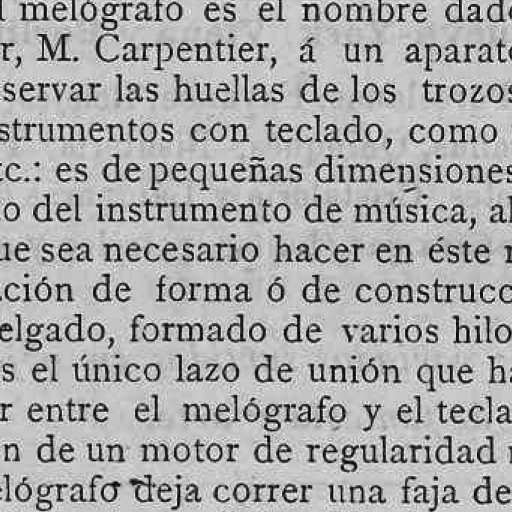 melógrafo es el nombre dado
r, M. Carpentier, á un aparato
servar las huellas de los trozos
strumentos con teclado, como
tc.: es de pequeñas dimensiones
o del instrumento de música, al
ue sea necesario hacer en éste
ción de forma ó de construcc
elgado, formado de varios hilo
s el único lazo de unión que ha
r entre el melógrafo y el tecla
n de un motor de regularidad
elógrafo deja correr una faja de